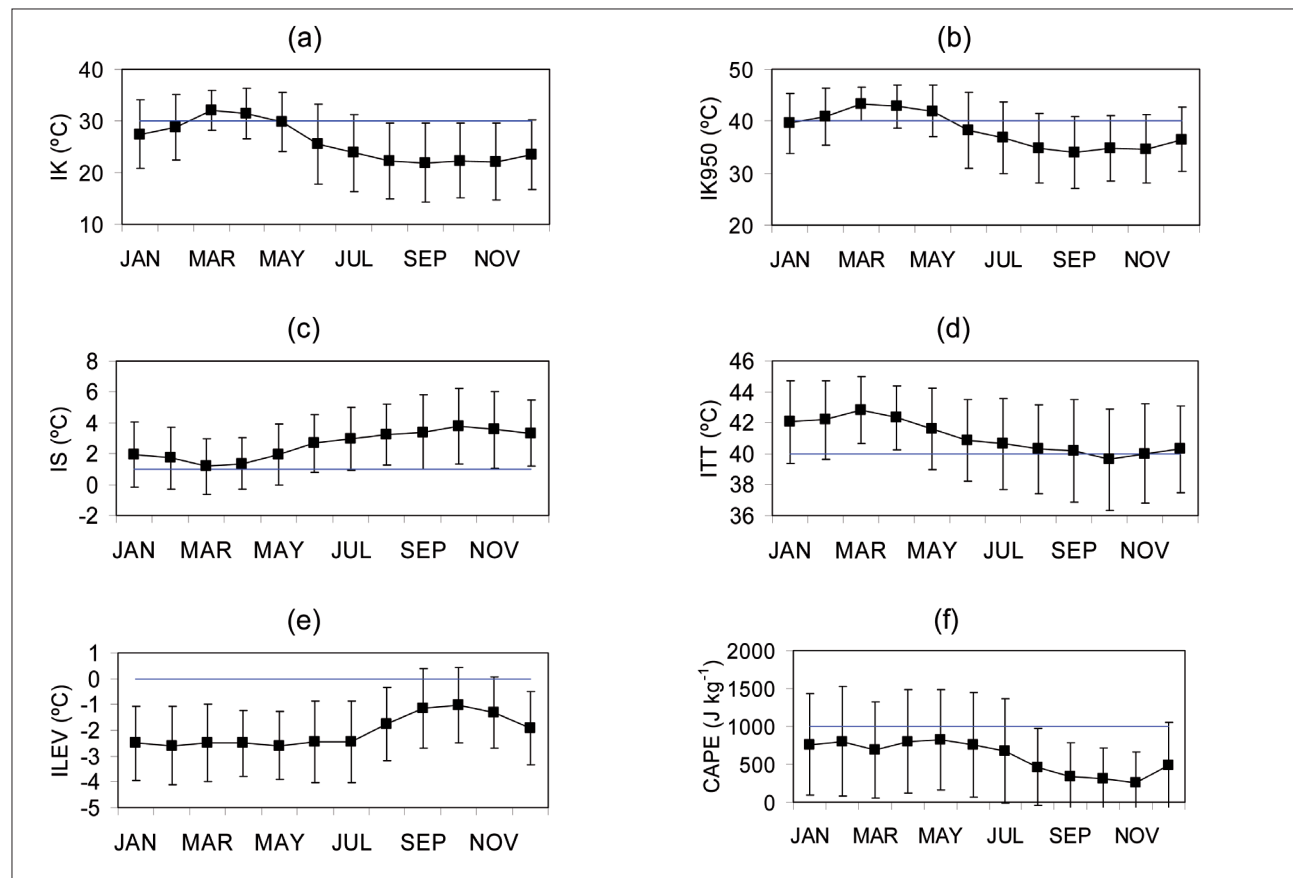 (a)
40
30
20
10
IK (ºC)
JAN MAR MAY JUL SEP NOV
(b)
50
40
30
20
IK950 (ºC)
JAN MAR MAY JUL SEP NOV
(c)
8
6
4
2
0
-2
IS (ºC)
JAN MAR MAY JUL SEP NOV
(d)
46
44
42
40
38
36
ITT (ºC)
JAN MAR MAY JUL SEP NOV
(e)
1
0
-1
-2
-3
-4
-5
ILEV (ºC)
JAN MAR MAY JUL SEP NOV
(f)
2000
1500
1000
500
0
CAPE (J kg⁻¹)
JAN MAR MAY JUL SEP NOV